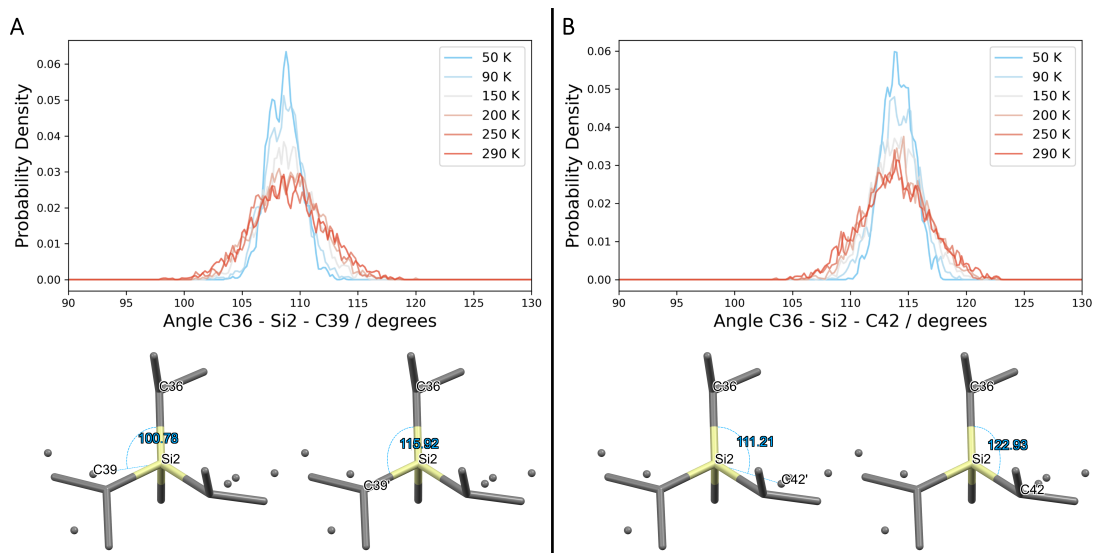 A
B
0.06
0.05
0.04
0.03
0.02
0.01
0.00
Probability Density
50 K
90 K
150 K
200 K
250 K
290 K
90 95 100 105 110 115 120 125 130
Angle C36 - Si2 - C39 / degrees
0.06
0.05
0.04
0.03
0.02
0.01
0.00
Probability Density
50 K
90 K
150 K
200 K
250 K
290 K
90 95 100 105 110 115 120 125 130
Angle C36 - Si2 - C42 / degrees
C36
100.78
Si2
C39
C36
115.92
Si2
C39'
C36
111.21
Si2
C42'
C36
122.93
Si2
C42